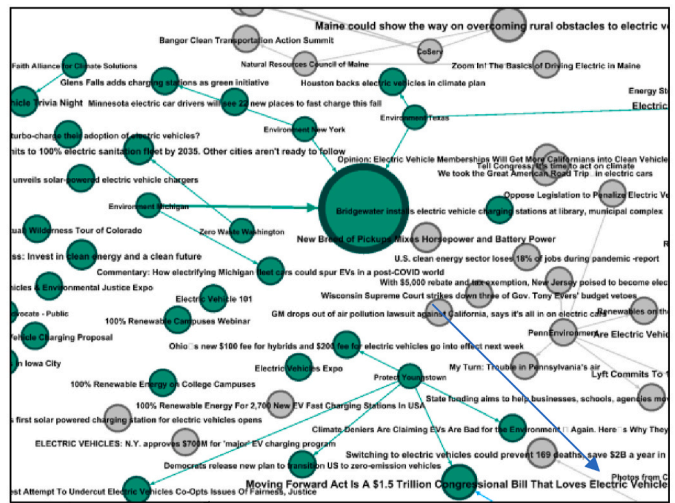 Maine could show the way on overcoming rural obstacles to electric v
Bangor Clean Transportation Action Summit
CoServ
Natural Resources Council of Maine
Zoom In! The Basics of Driving Electric in Maine
Faith Alliance for Climate Solutions
Glens Falls adds charging stations as green initiative
Houston backs electric vehicles in climate plan
Energy St
hicle Trivia Night
Minnesota electric car drivers will see 22 new places to fast charge this fall
Electric
Environment Texas
Environment New York
turbo-charge their adoption of electric vehicles?
nits to 100% electric sanitation fleet by 2035. Other cities aren't ready to follow
Opinion: Electric Vehicle Memberships Will Get More Californians into Clean Vehicle
Tell Congress: It's time to act on climate
We took the Great American Road Trip in electric cars
unveils solar-powered electric vehicle chargers
Oppose Legislation to Penalize Electric Ve
Environment Michigan
Bridgewater installs electric vehicle charging stations at library, municipal complex
tual Wilderness Tour of Colorado
Zero Waste Washington
New Breed of Pickups Mixes Horsepower and Battery Power
R
ss: Invest in clean energy and a clean future
U.S. clean energy sector loses 18% of jobs during pandemic -report
Commentary: How electrifying Michigan fleet cars could spur EVs in a post-COVID world
With $5,000 rebate and tax exemption, New Jersey poised to become elec
icles & Environmental Justice Expo
Electric Vehicle 101
Wisconsin Supreme Court strikes down three of Gov. Tony Evers' budget vetoes
vocate - Public
GM drops out of air pollution lawsuit against California, says it's all in on electric cars
Renewables on the
100% Renewable Campuses Webinar
Vehicle Charging Proposal
PennEnvironment
Are Electric Vehi
Ohio□s new $100 fee for hybrids and $200 fee for electric vehicles go into effect next week
n Iowa City
Electric Vehicles Expo
My Turn: Trouble in Pennsylvania's air
Lyft Commits To 1
100% Renewable Energy on College Campuses
Protect Youngstown
State funding aims to help businesses, schools, agencies mov
100% Renewable Energy For 2,700 New EV Fast Charging Stations In USA
s first solar powered charging station for electric vehicles opens
Climate Deniers Are Claiming EVs Are Bad for the Environment □ Again. Here□s Why They
ELECTRIC VEHICLES: N.Y. approves $700M for 'major' EV charging program
Switching to electric vehicles could prevent 169 deaths, save $2B a year in
Democrats release new plan to transition US to zero-emission vehicles
Photos from C
Moving Forward Act Is A $1.5 Trillion Congressional Bill That Loves Electric Vehicle
est Attempt To Undercut Electric Vehicles Co-Opts Issues Of Fairness, Justice